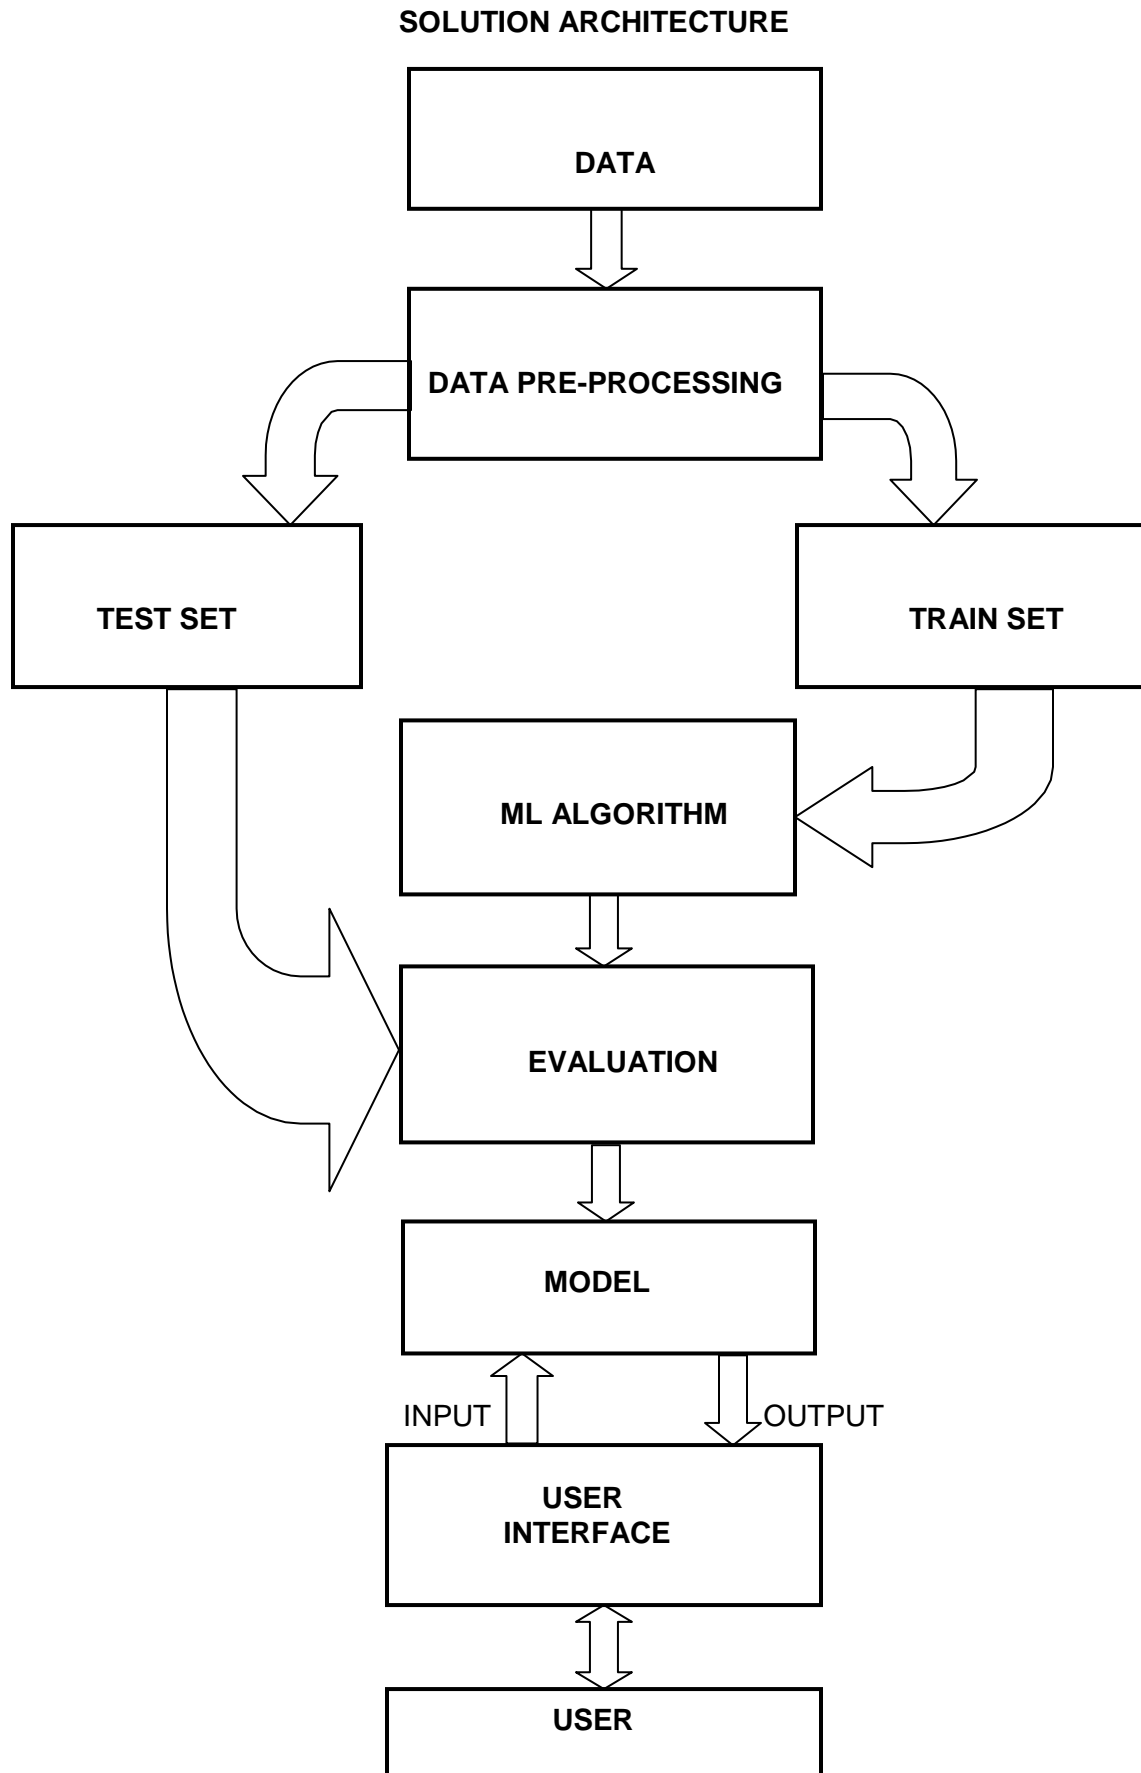 SOLUTION ARCHITECTURE
DATA
DATA PRE-PROCESSING
TEST SET
TRAIN SET
ML ALGORITHM
EVALUATION
MODEL
INPUT
OUTPUT
USER
INTERFACE
USER